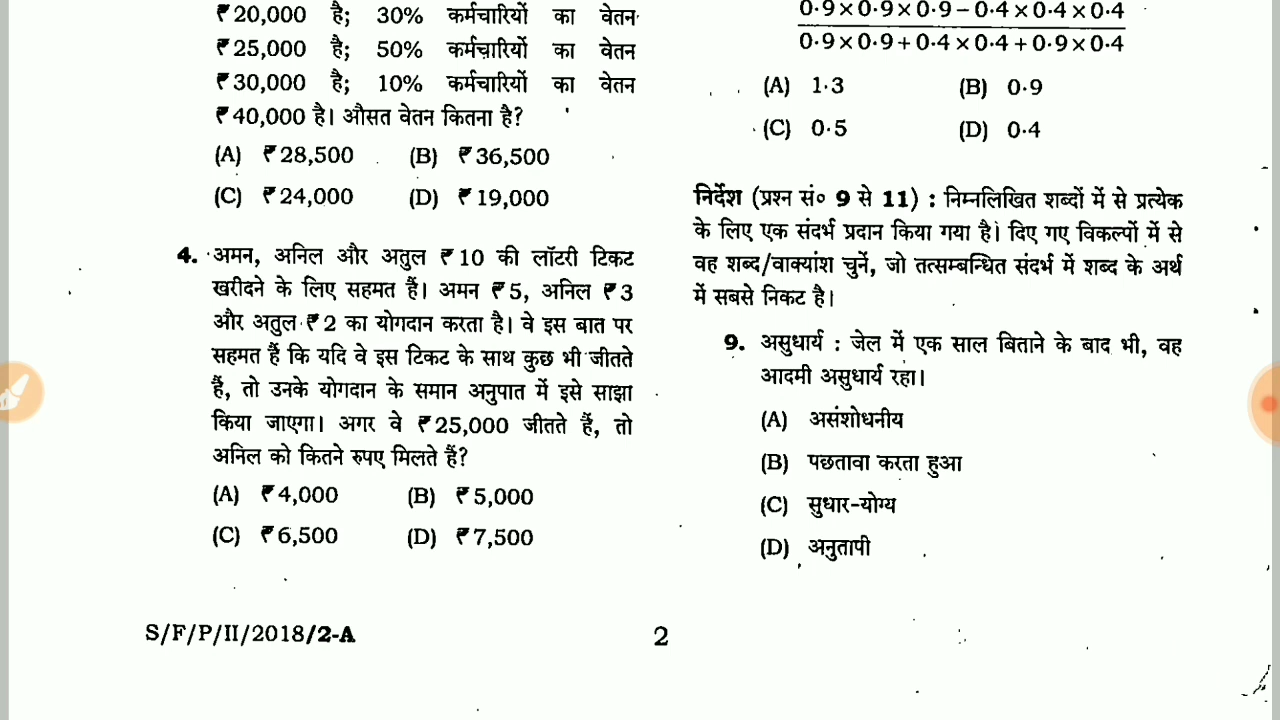 ₹20,000 है; 30% कर्मचारियों का वेतन
₹25,000 है; 50% कर्मचारियों का वेतन
₹30,000 है; 10% कर्मचारियों का वेतन
₹40,000 है। औसत वेतन कितना है?
(A) ₹28,500 (B) ₹36,500
(C) ₹24,000 (D) ₹19,000
4. अमन, अनिल और अतुल ₹10 की लॉटरी टिकट
खरीदने के लिए सहमत हैं। अमन ₹5, अनिल ₹3
और अतुल ₹2 का योगदान करता है। वे इस बात पर
सहमत हैं कि यदि वे इस टिकट के साथ कुछ भी जीतते
हैं, तो उनके योगदान के समान अनुपात में इसे साझा
किया जाएगा। अगर वे ₹25,000 जीतते हैं, तो
अनिल को कितने रुपए मिलते हैं?
(A) ₹4,000 (B) ₹5,000
(C) ₹6,500 (D) ₹7,500
0·9×0·9×0·9−0·4×0·4×0·4
0·9×0·9+0·4×0·4+0·9×0·4
(A) 1·3 (B) 0·9
(C) 0·5 (D) 0·4
निर्देश (प्रश्न सं० 9 से 11) : निम्नलिखित शब्दों में से प्रत्येक
के लिए एक संदर्भ प्रदान किया गया है। दिए गए विकल्पों में से
वह शब्द/वाक्यांश चुनें, जो तत्सम्बन्धित संदर्भ में शब्द के अर्थ
में सबसे निकट है।
9. असुधार्य : जेल में एक साल बिताने के बाद भी, वह
आदमी असुधार्य रहा।
(A) असंशोधनीय
(B) पछतावा करता हुआ
(C) सुधार-योग्य
(D) अनुतापी
S/F/P/II/2018/2-A
2